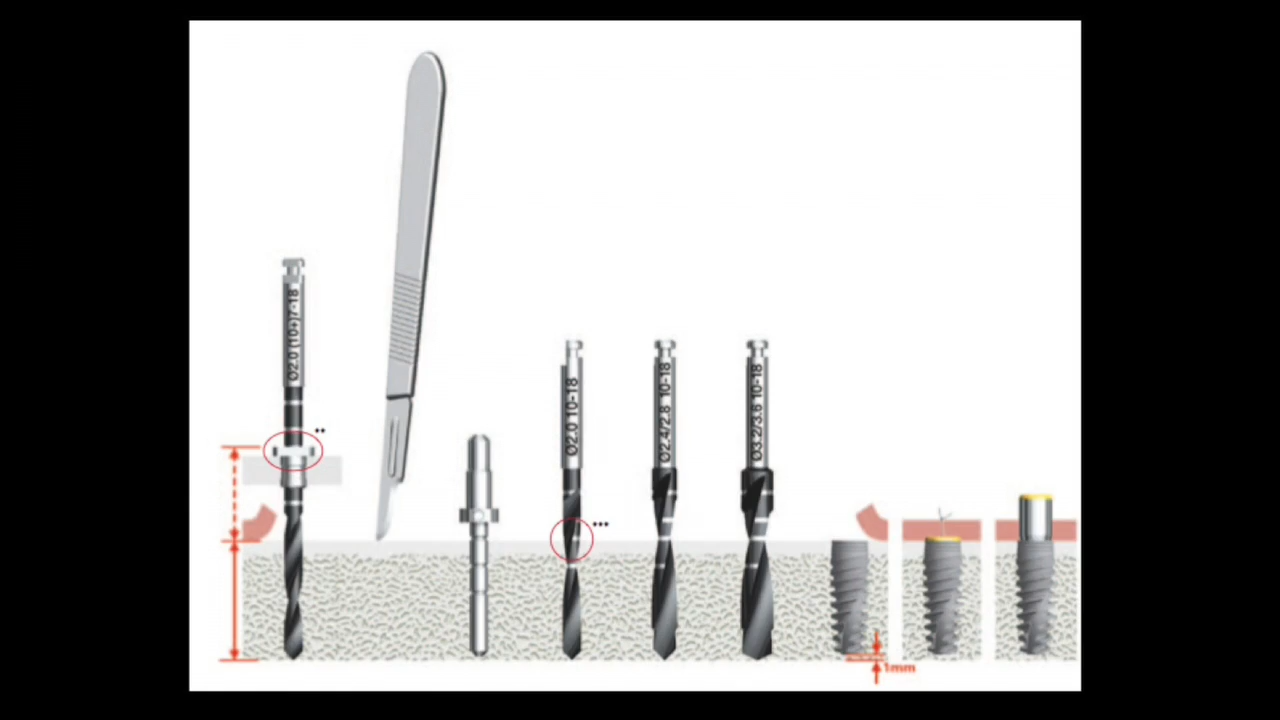 Ø2.0 (10+)7-18
••
Ø2.0 10-18
•••
Ø2.4/2.8 10-18
Ø3.2/3.6 10-18
1mm